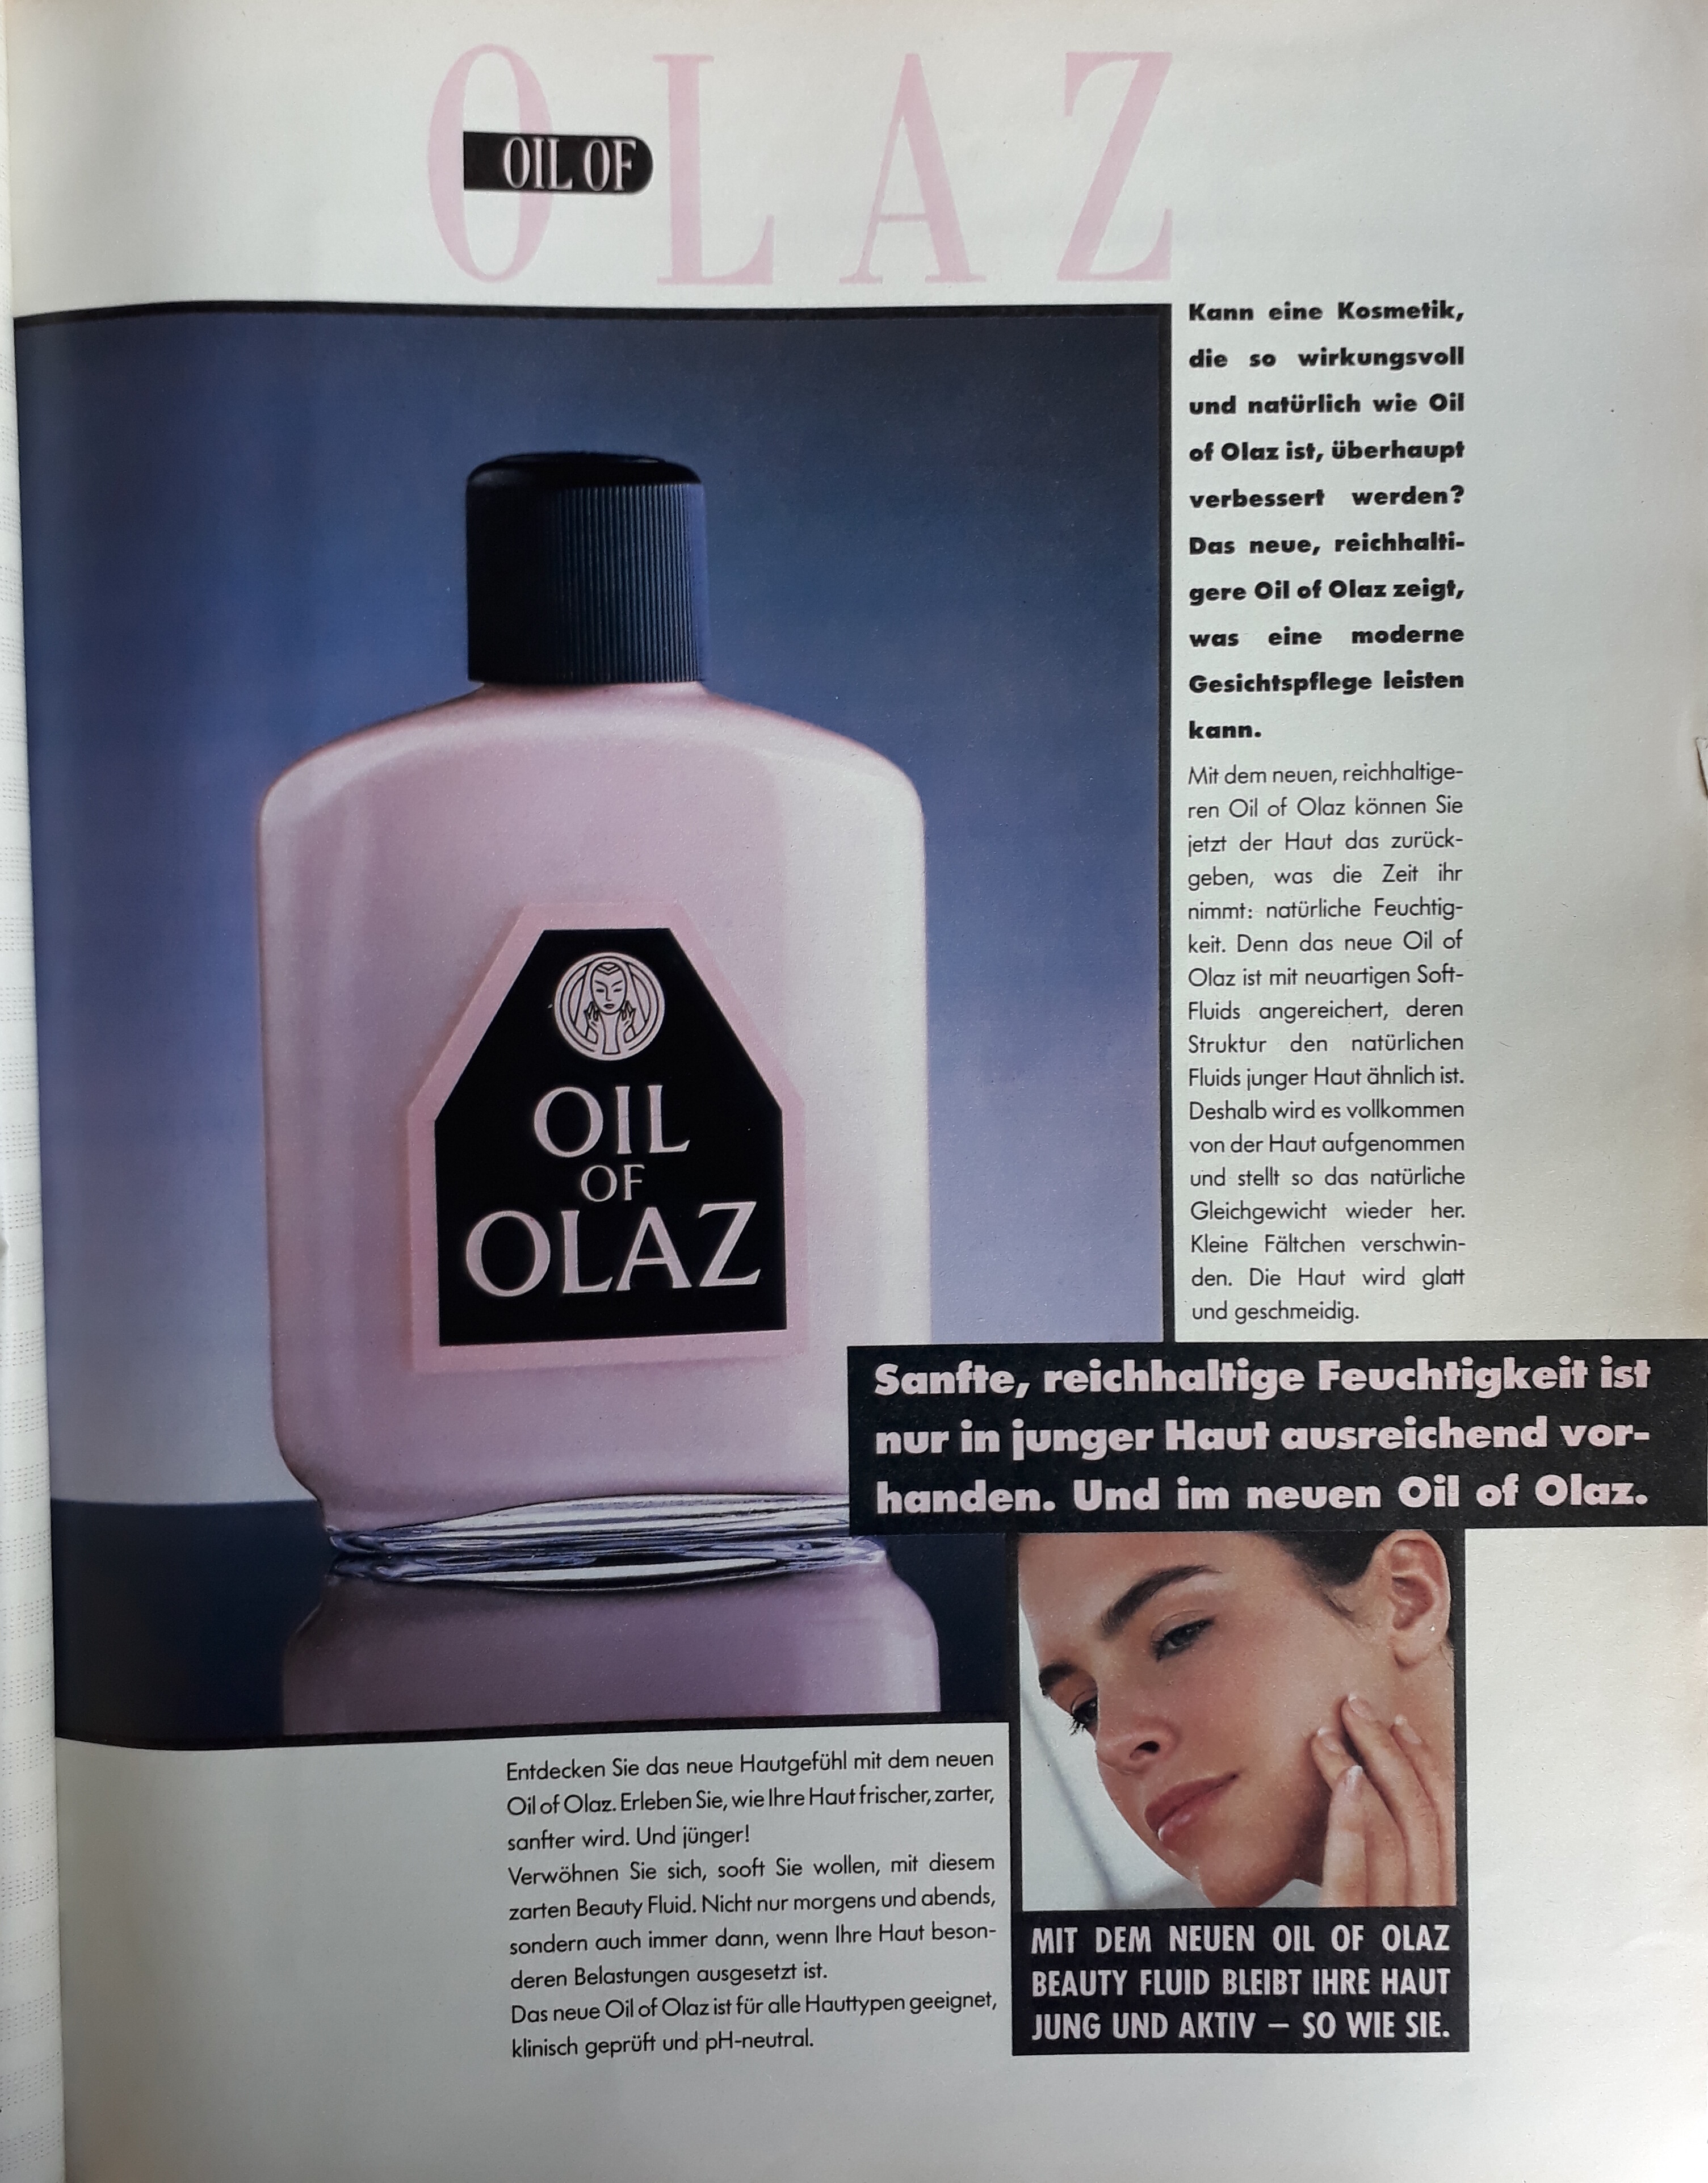 OLAZ
OIL OF
Kann eine Kosmetik,
die so wirkungsvoll
und natürlich wie Oil
of Olaz ist, überhaupt
verbessert werden?
Das neue, reichhalti-
gere Oil of Olaz zeigt,
was eine moderne
Gesichtspflege leisten
kann.
Mit dem neuen, reichhaltige-
ren Oil of Olaz können Sie
jetzt der Haut das zurück-
geben, was die Zeit ihr
nimmt: natürliche Feuchtig-
keit. Denn das neue Oil of
Olaz ist mit neuartigen Soft-
Fluids angereichert, deren
Struktur den natürlichen
Fluids junger Haut ähnlich ist.
Deshalb wird es vollkommen
von der Haut aufgenommen
und stellt so das natürliche
Gleichgewicht wieder her.
Kleine Fältchen verschwin-
den. Die Haut wird glatt
und geschmeidig.
OIL
OF
OLAZ
Sanfte, reichhaltige Feuchtigkeit ist
nur in junger Haut ausreichend vor-
handen. Und im neuen Oil of Olaz.
Entdecken Sie das neue Hautgefühl mit dem neuen
Oil of Olaz. Erleben Sie, wie Ihre Haut frischer, zarter,
sanfter wird. Und jünger!
Verwöhnen Sie sich, sooft Sie wollen, mit diesem
zarten Beauty Fluid. Nicht nur morgens und abends,
sondern auch immer dann, wenn Ihre Haut beson-
deren Belastungen ausgesetzt ist.
Das neue Oil of Olaz ist für alle Hauttypen geeignet,
klinisch geprüft und pH-neutral.
MIT DEM NEUEN OIL OF OLAZ
BEAUTY FLUID BLEIBT IHRE HAUT
JUNG UND AKTIV – SO WIE SIE.